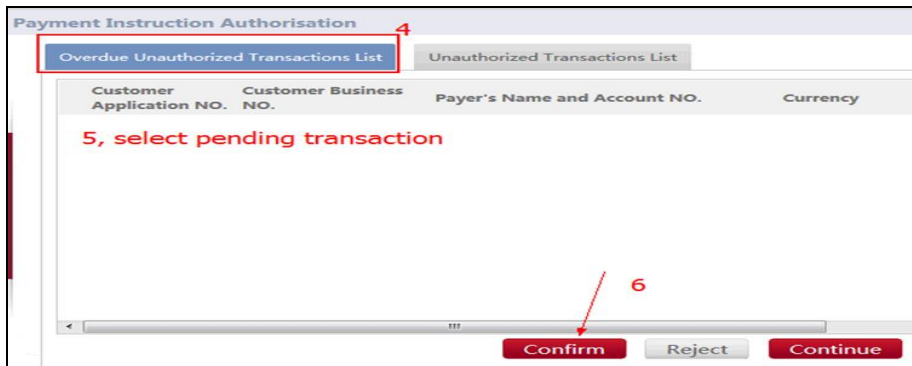 Payment Instruction Authorisation
4
Overdue Unauthorized Transactions List
Unauthorized Transactions List
Customer Application NO.
Customer Business NO.
Payer's Name and Account NO.
Currency
5, select pending transaction
6
Confirm
Reject
Continue